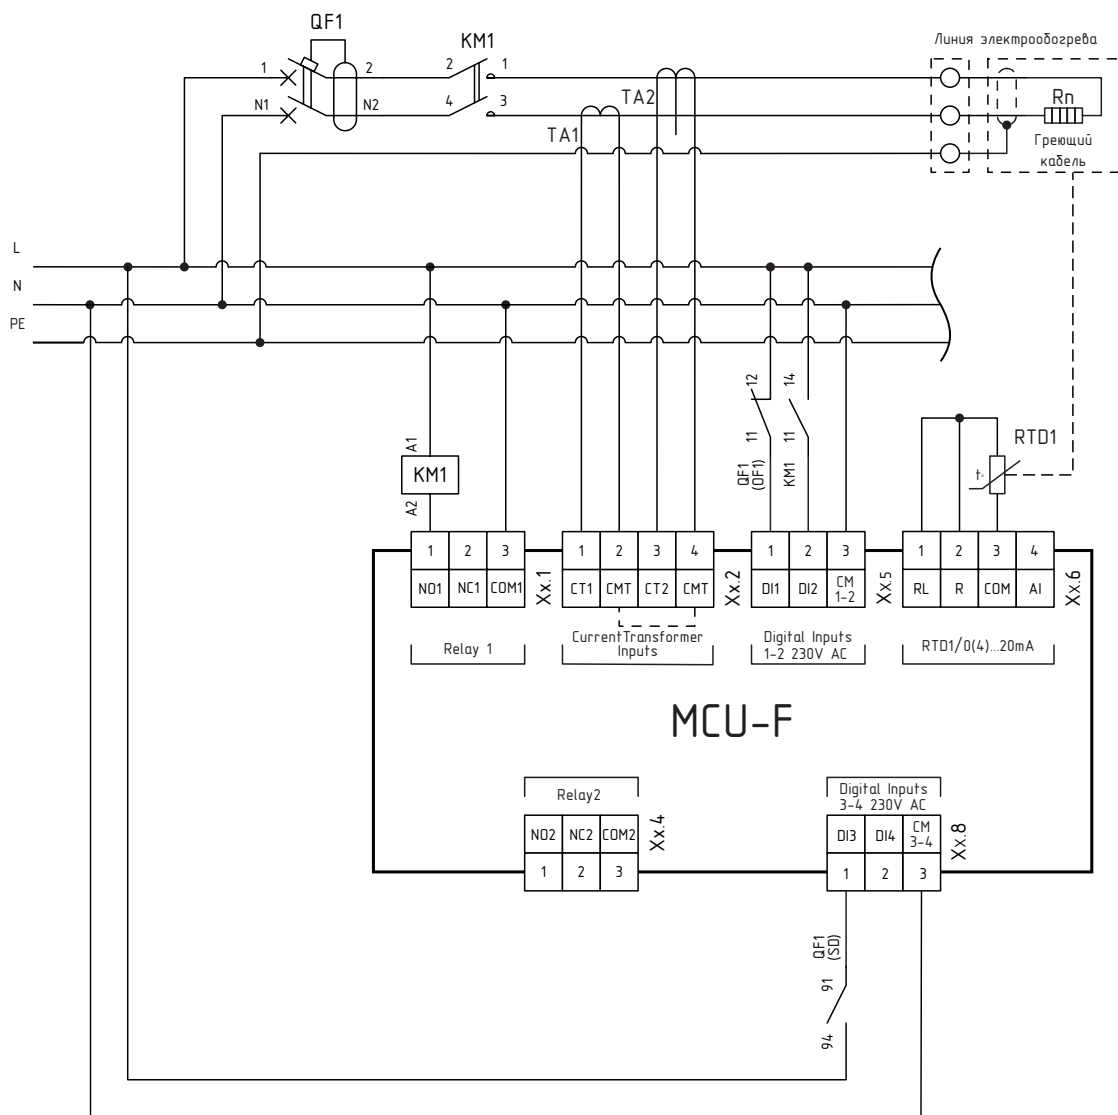 QF1
KM1
Линия электрообогрева
1
2
2
1
TA2
N1
N2
4
3
TA1
Rn
Греющий
кабель
L
N
PE
12
14
11
11
QF1
(OF1)
KM1
A1
KM1
A2
RTD1
t°
1 2 3
NO1 NC1 COM1
Xx.1
Relay 1
1 2 3 4
CT1 CMT CT2 CMT
Xx.2
CurrentTransformer
Inputs
1 2 3
DI1 DI2 CM
1-2
Xx.5
Digital Inputs
1-2 230V AC
1 2 3 4
RL R COM AI
Xx.6
RTD1/0(4)...20mA
MCU-F
Relay2
NO2 NC2 COM2
1 2 3
Xx.4
Digital Inputs
3-4 230V AC
DI3 DI4 CM
3-4
1 2 3
Xx.8
QF1
(SD)
91
94